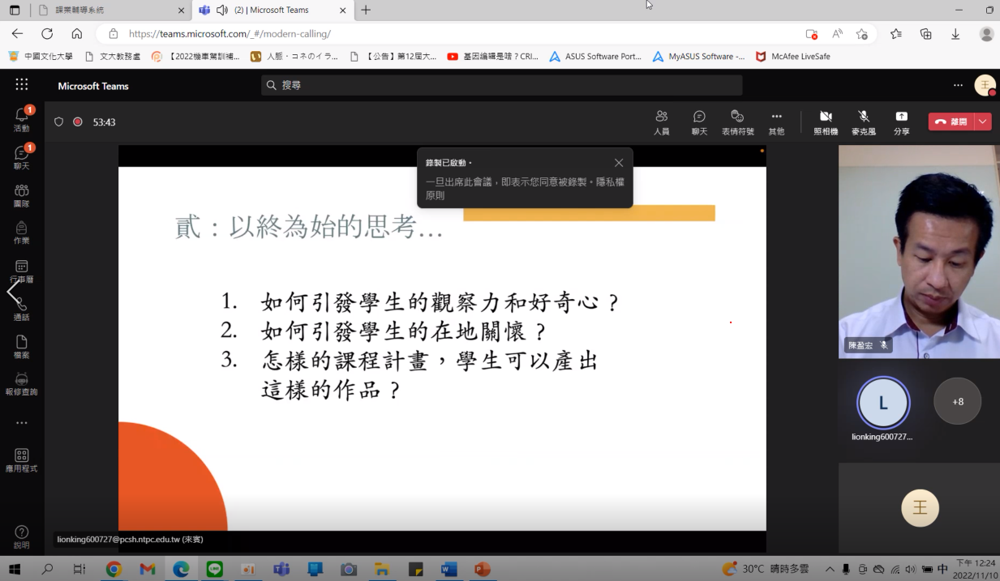 課業輔導系統
(2) | Microsoft Teams
https://teams.microsoft.com/_#/modern-calling/
中國文化大學
文大教務處
【2022機車駕訓補...
人脈・コネのイラ...
【公告】第12屆大...
基因编辑是啥？CRI...
ASUS Software Port...
MyASUS Software -...
McAfee LiveSafe
Microsoft Teams
搜尋
王
53:43
人員
聊天
表情符號
其他
照相機
麥克風
分享
離開
1
活動
1
聊天
團隊
作業
行事曆
通話
檔案
報修查詢
應用程式
說明
錄製已啟動。
一旦出席此會議，即表示您同意被錄製。隱私權
原則
貳：以終為始的思考...
1. 如何引發學生的觀察力和好奇心？
2. 如何引發學生的在地關懷？
3. 怎樣的課程計畫，學生可以產出
這樣的作品？
陳盈宏
L
+8
lionking600727...
王
lionking600727@pcsh.ntpc.edu.tw (來賓)
30°C 晴時多雲
中
下午 12:24
2022/11/10